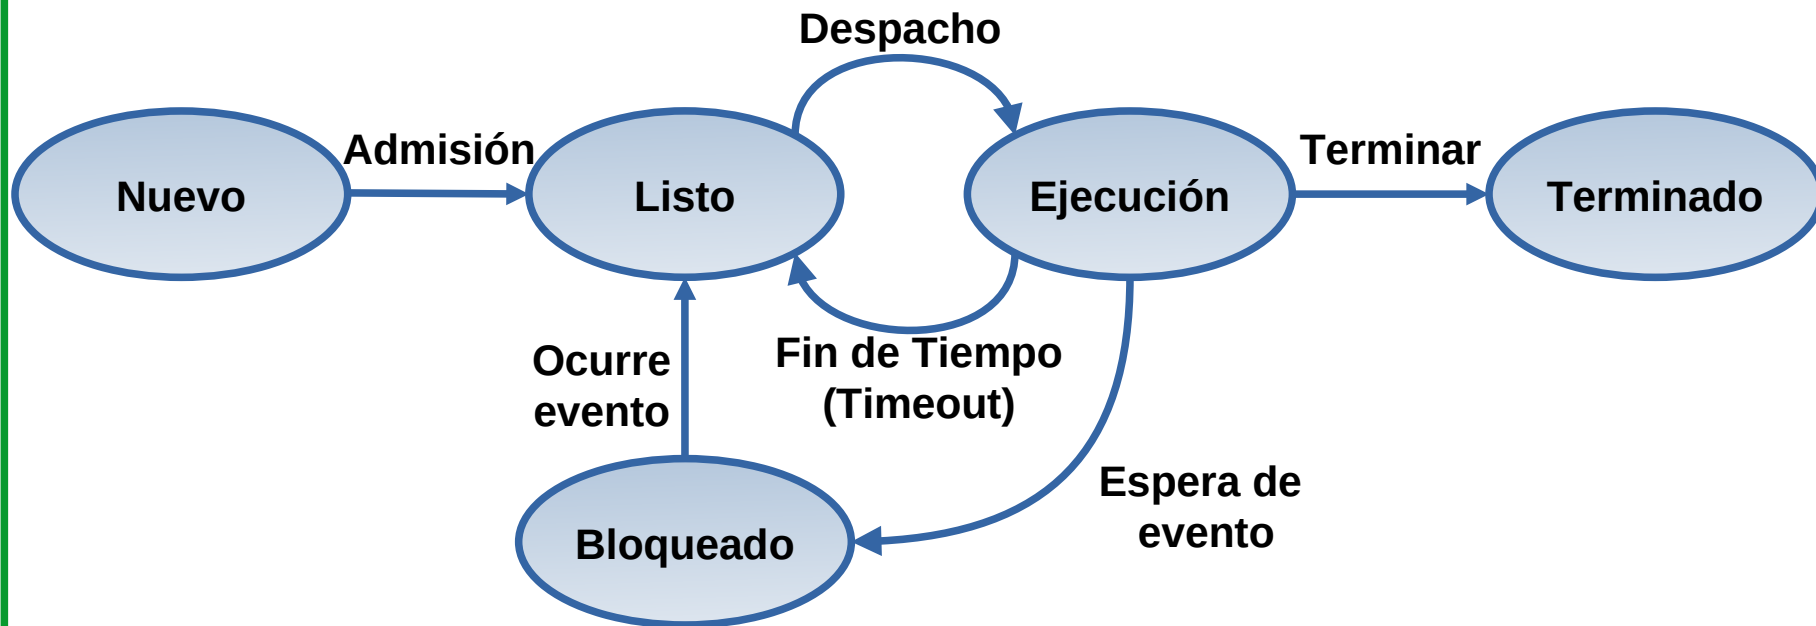 Despacho
Admisión
Terminar
Nuevo
Listo
Ejecución
Terminado
Ocurre
evento
Fin de Tiempo
(Timeout)
Espera de
evento
Bloqueado